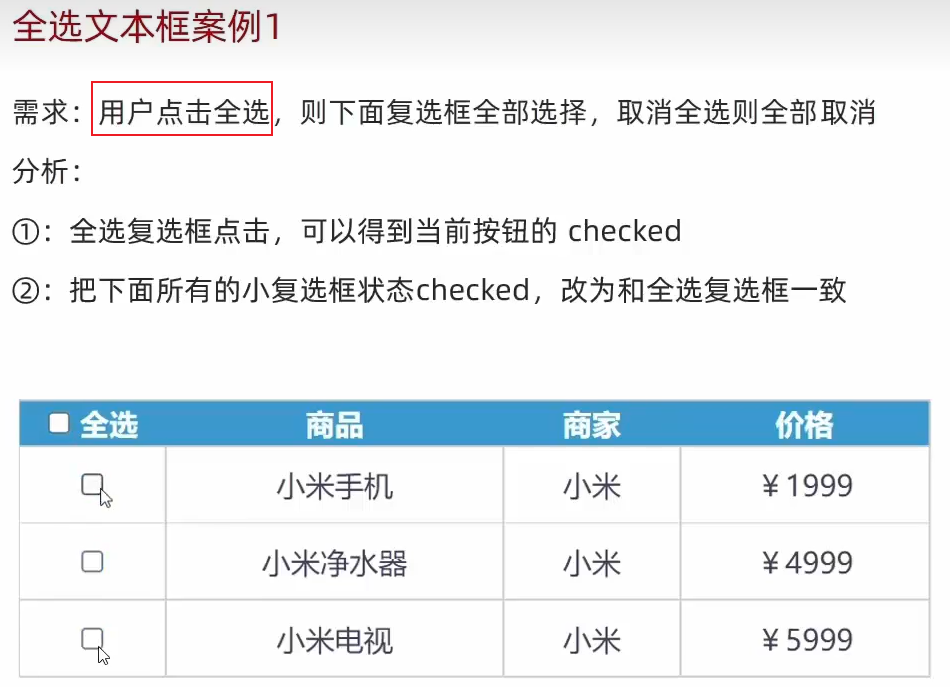 全选文本框案例1
需求：用户点击全选，则下面复选框全部选择，取消全选则全部取消
分析：
①：全选复选框点击，可以得到当前按钮的 checked
②：把下面所有的小复选框状态checked，改为和全选复选框一致
全选 商品 商家 价格
小米手机 小米 ￥1999
小米净水器 小米 ￥4999
小米电视 小米 ￥5999